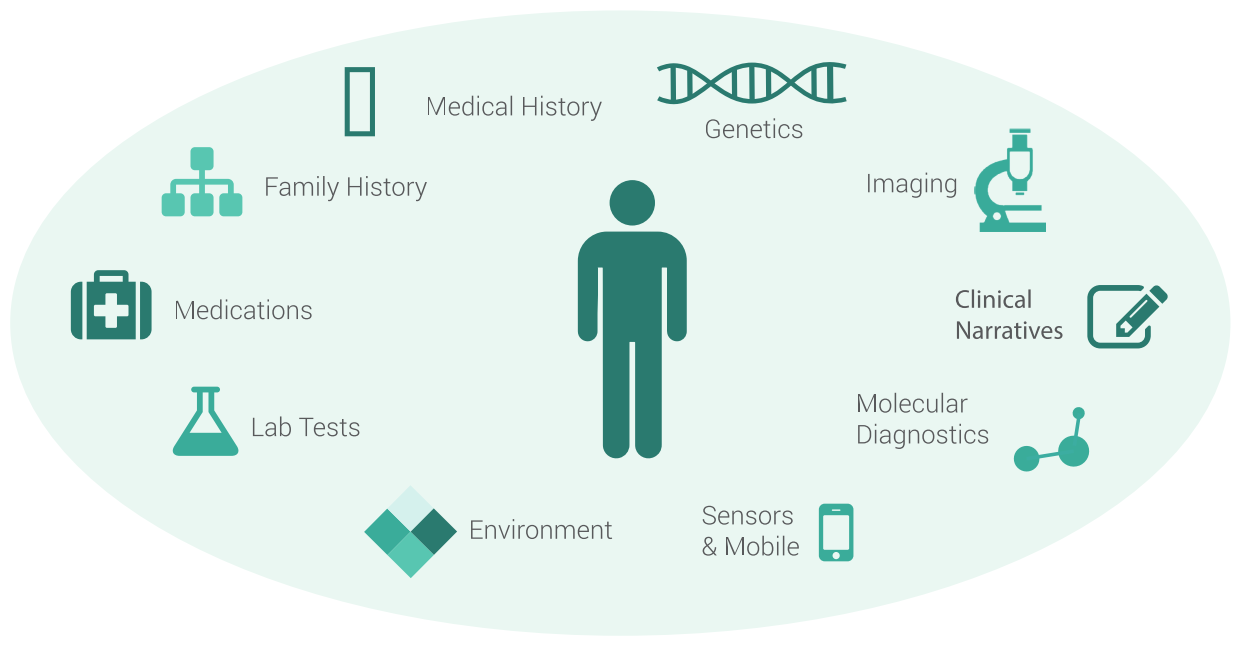 Medical History
Genetics
Imaging
Family History
Clinical
Narratives
Medications
Molecular
Diagnostics
Lab Tests
Sensors
& Mobile
Environment